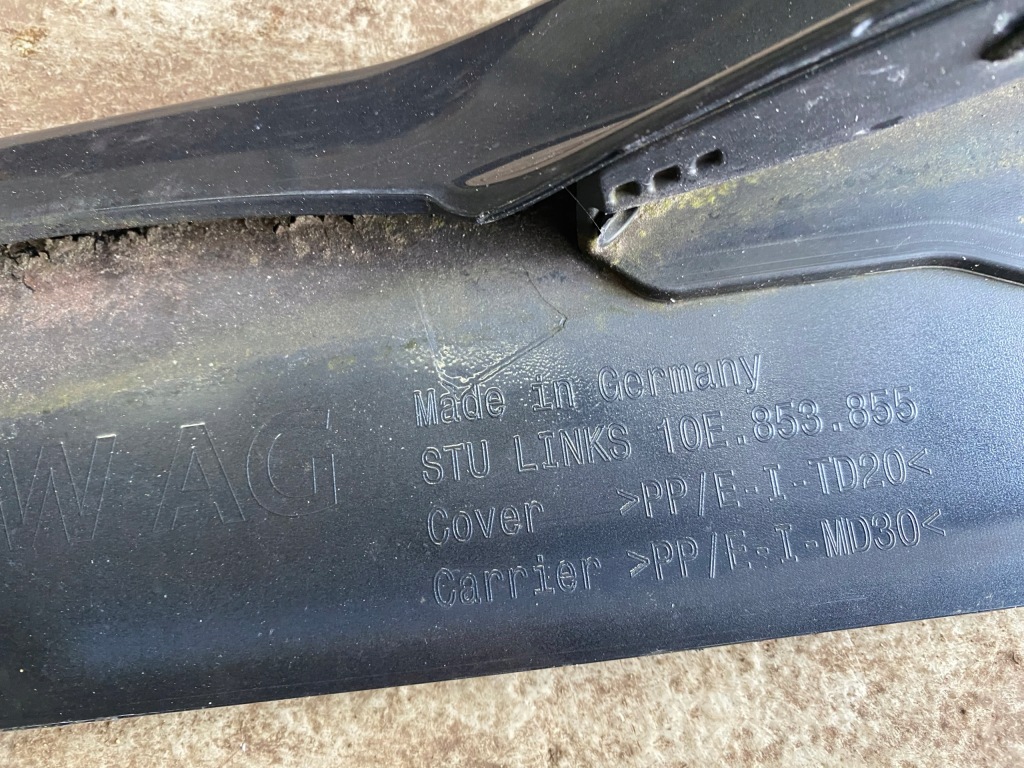 W AG
Made in Germany
STU LINKS 10E.853.855
Cover >PP/E-I-TD20<
Carrier >PP/E-I-MD30<